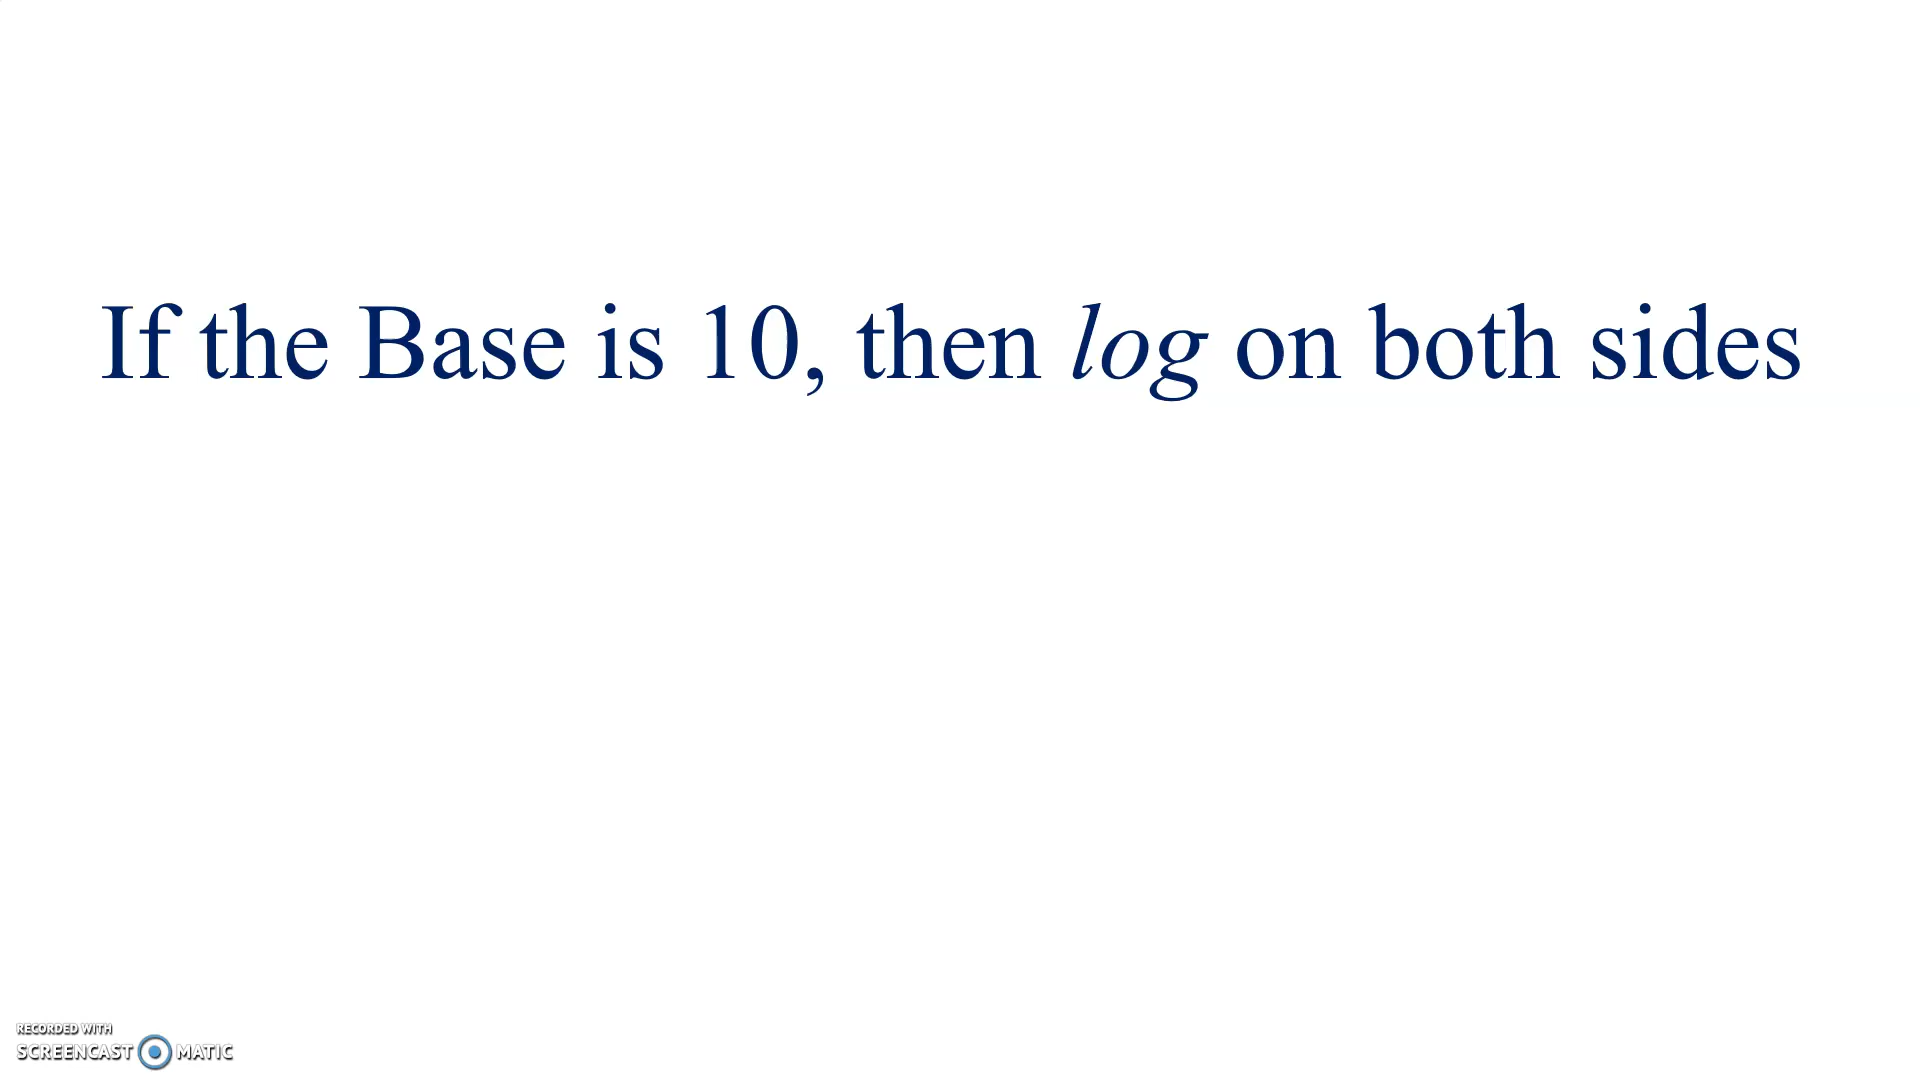 If the Base is 10, then log on both sides
RECORDED WITH
SCREENCAST MATIC